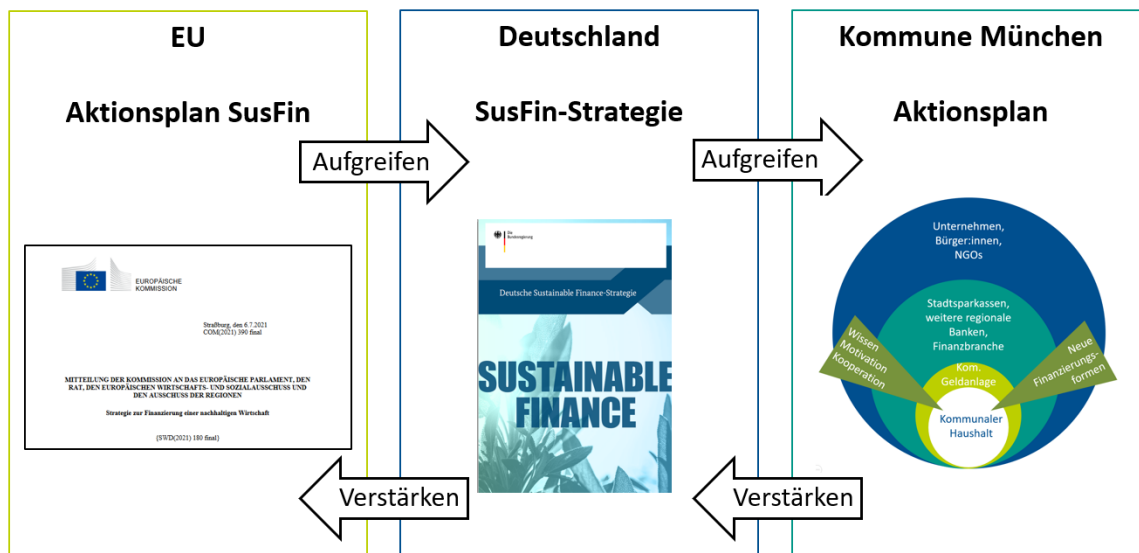 EU
Aktionsplan SusFin
Aufgreifen
EUROPÄISCHE
KOMMISSION
Straßburg, den 6.7.2021
COM(2021) 390 final
MITTEILUNG DER KOMMISSION AN DAS EUROPÄISCHE PARLAMENT, DEN
RAT, DEN EUROPÄISCHEN WIRTSCHAFTS- UND SOZIALAUSSCHUSS UND
DEN AUSSCHUSS DER REGIONEN
Strategie zur Finanzierung einer nachhaltigen Wirtschaft
{SWD(2021) 180 final}
Verstärken
Deutschland
SusFin-Strategie
Aufgreifen
Die
Bundesregierung
Deutsche Sustainable Finance-Strategie
SUSTAINABLE
FINANCE
Verstärken
Kommune München
Aktionsplan
Unternehmen,
Bürger:innen,
NGOs
Stadtsparkassen,
weitere regionale
Banken,
Finanzbranche
Wissen
Motivation
Kooperation
Neue
Finanzierungs-
formen
Kom.
Geldanlage
Kommunaler
Haushalt